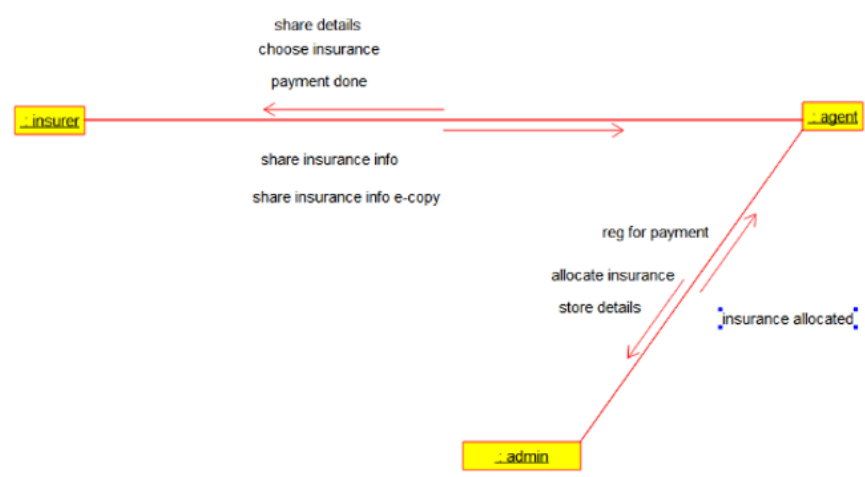 share details
choose insurance
payment done
: insurer
: agent
share insurance info
share insurance info e-copy
reg for payment
allocate insurance
store details
insurance allocated
: admin